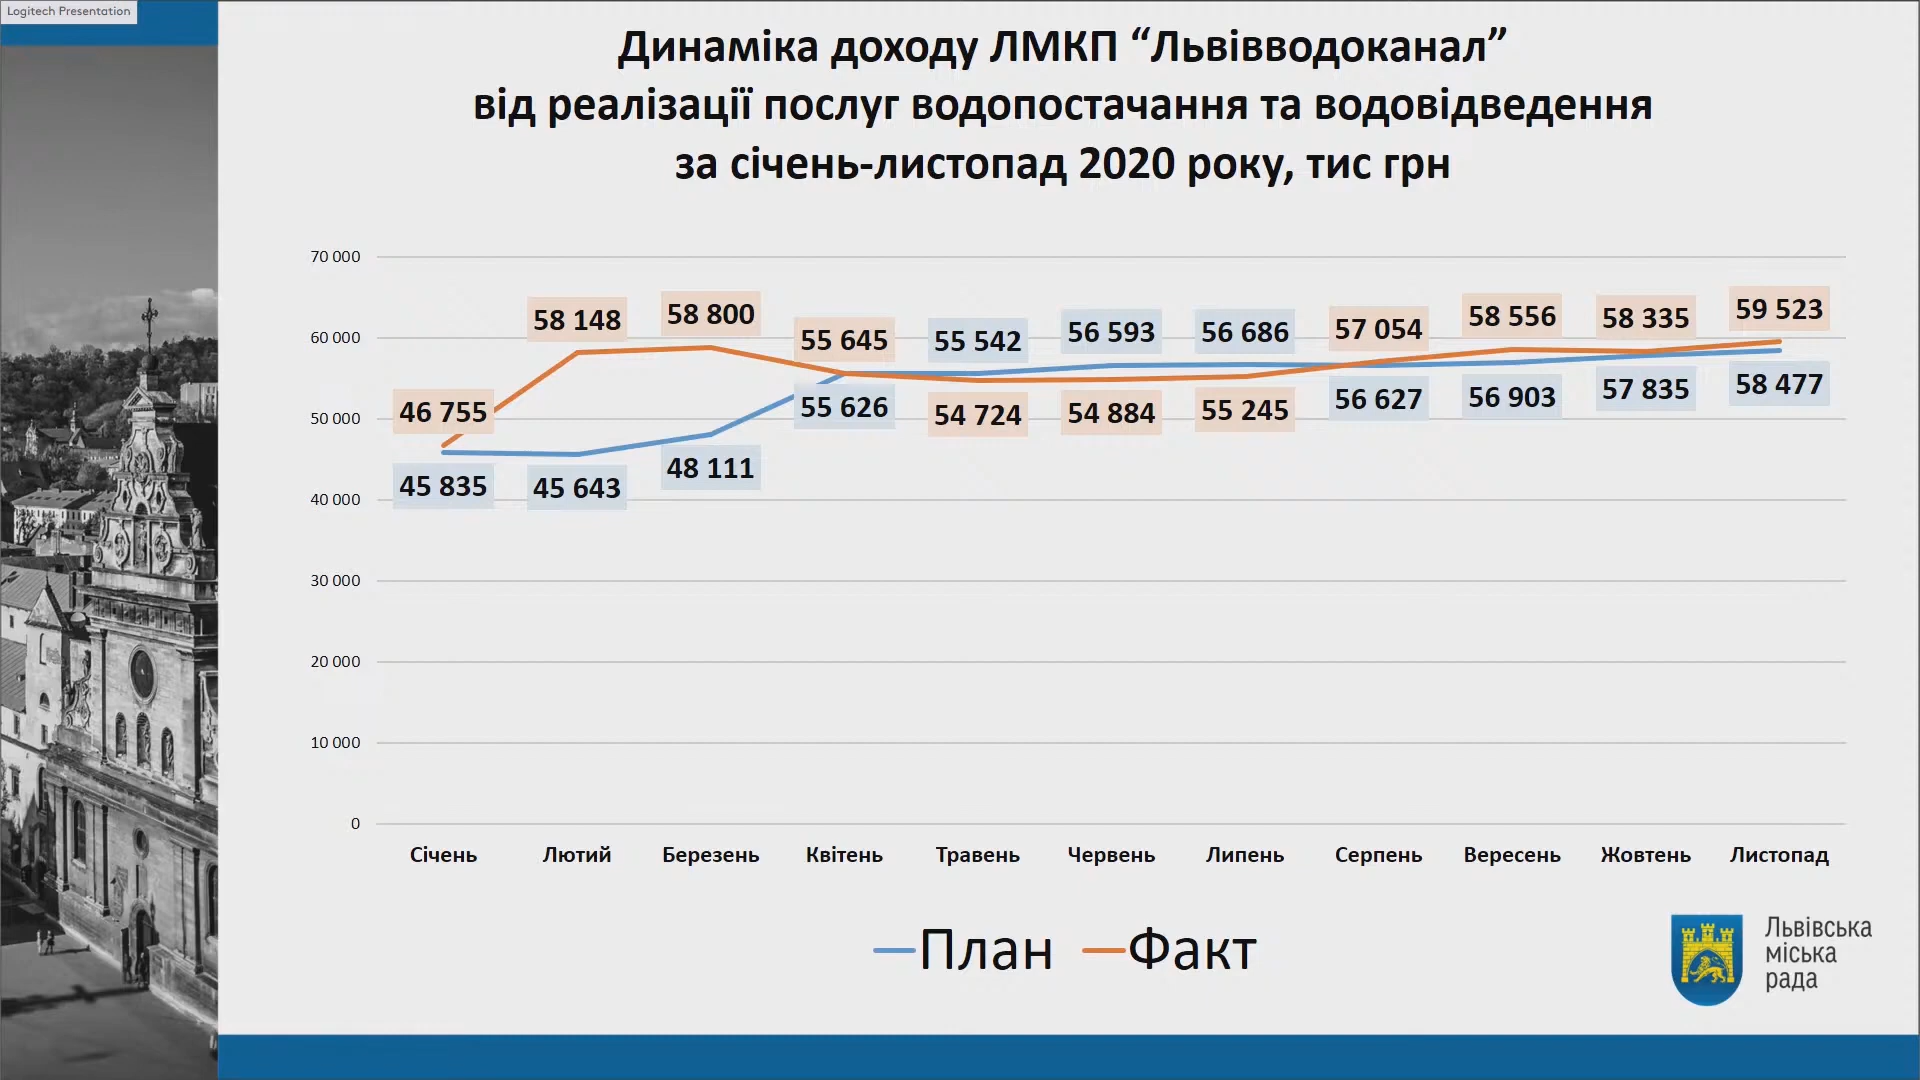 Logitech Presentation
Динаміка доходу ЛМКП “Львівводоканал”
від реалізації послуг водопостачання та водовідведення
за січень-листопад 2020 року, тис грн
70 000
60 000
50 000
40 000
30 000
20 000
10 000
0
46 755
58 148
58 800
55 645
55 542
56 593
56 686
57 054
58 556
58 335
59 523
45 835
45 643
48 111
55 626
54 724
54 884
55 245
56 627
56 903
57 835
58 477
Січень
Лютий
Березень
Квітень
Травень
Червень
Липень
Серпень
Вересень
Жовтень
Листопад
План
Факт
Львівська
міська
рада